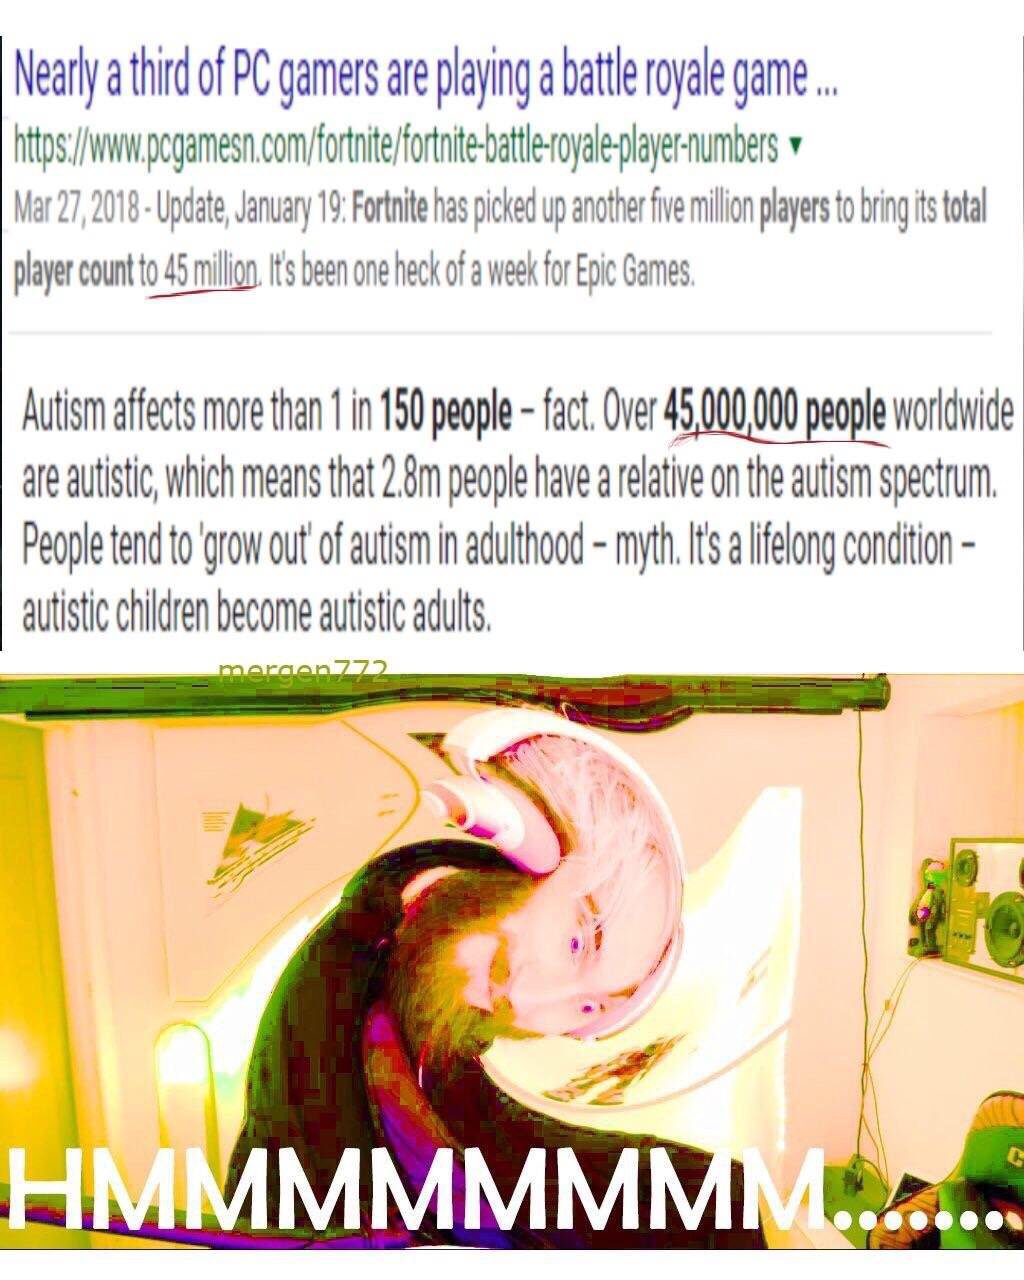 Nearly a third of PC gamers are playing a battle royale game ...
https://www.pcgamesn.com/fortnite/fortnite-battle-royale-player-numbers ▼
Mar 27, 2018 - Update, January 19: Fortnite has picked up another five million players to bring its total
player count to 45 million. It's been one heck of a week for Epic Games.
Autism affects more than 1 in 150 people – fact. Over 45,000,000 people worldwide
are autistic, which means that 2.8m people have a relative on the autism spectrum.
People tend to 'grow out' of autism in adulthood – myth. It's a lifelong condition –
autistic children become autistic adults.
mergen772
HMMMMMMMMM.......